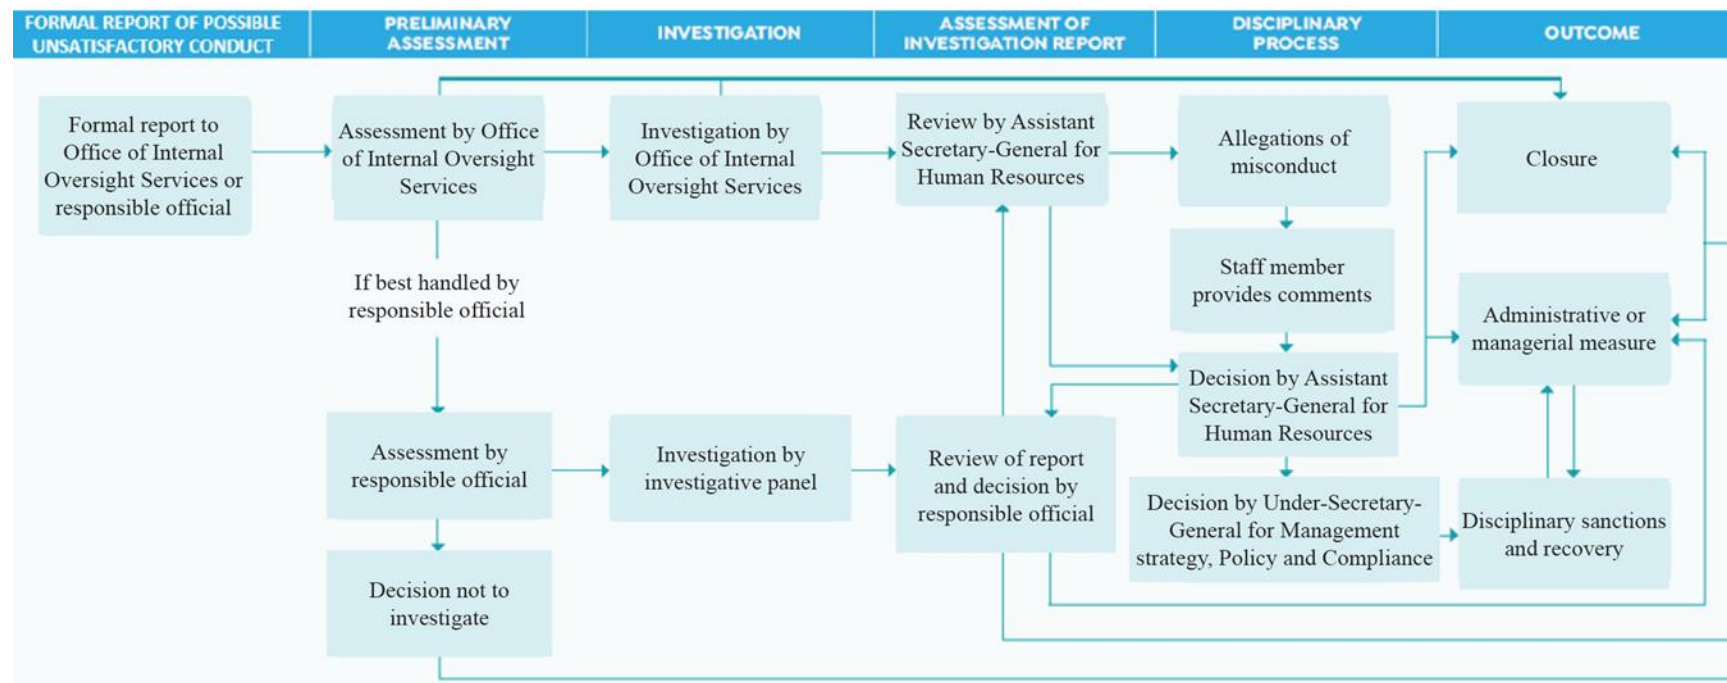 FORMAL REPORT OF POSSIBLE
UNSATISFACTORY CONDUCT
PRELIMINARY
ASSESSMENT
INVESTIGATION
ASSESSMENT OF
INVESTIGATION REPORT
DISCIPLINARY
PROCESS
OUTCOME
Formal report to
Office of Internal
Oversight Services or
responsible official
Assessment by Office
of Internal Oversight
Services
Investigation by
Office of Internal
Oversight Services
Review by Assistant
Secretary-General for
Human Resources
Allegations of
misconduct
Closure
If best handled by
responsible official
Staff member
provides comments
Administrative or
managerial measure
Decision by Assistant
Secretary-General for
Human Resources
Assessment by
responsible official
Investigation by
investigative panel
Review of report
and decision by
responsible official
Decision by Under-Secretary-
General for Management
strategy, Policy and Compliance
Disciplinary sanctions
and recovery
Decision not to
investigate